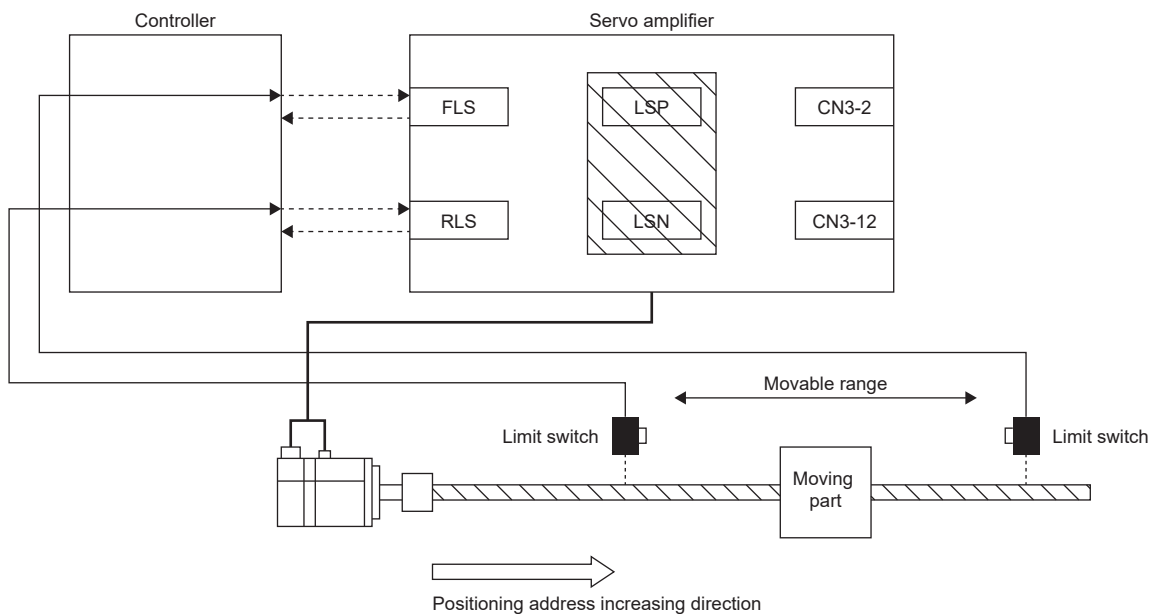 Controller
Servo amplifier
FLS
LSP
CN3-2
RLS
LSN
CN3-12
Movable range
Limit switch
Limit switch
Moving
part
Positioning address increasing direction